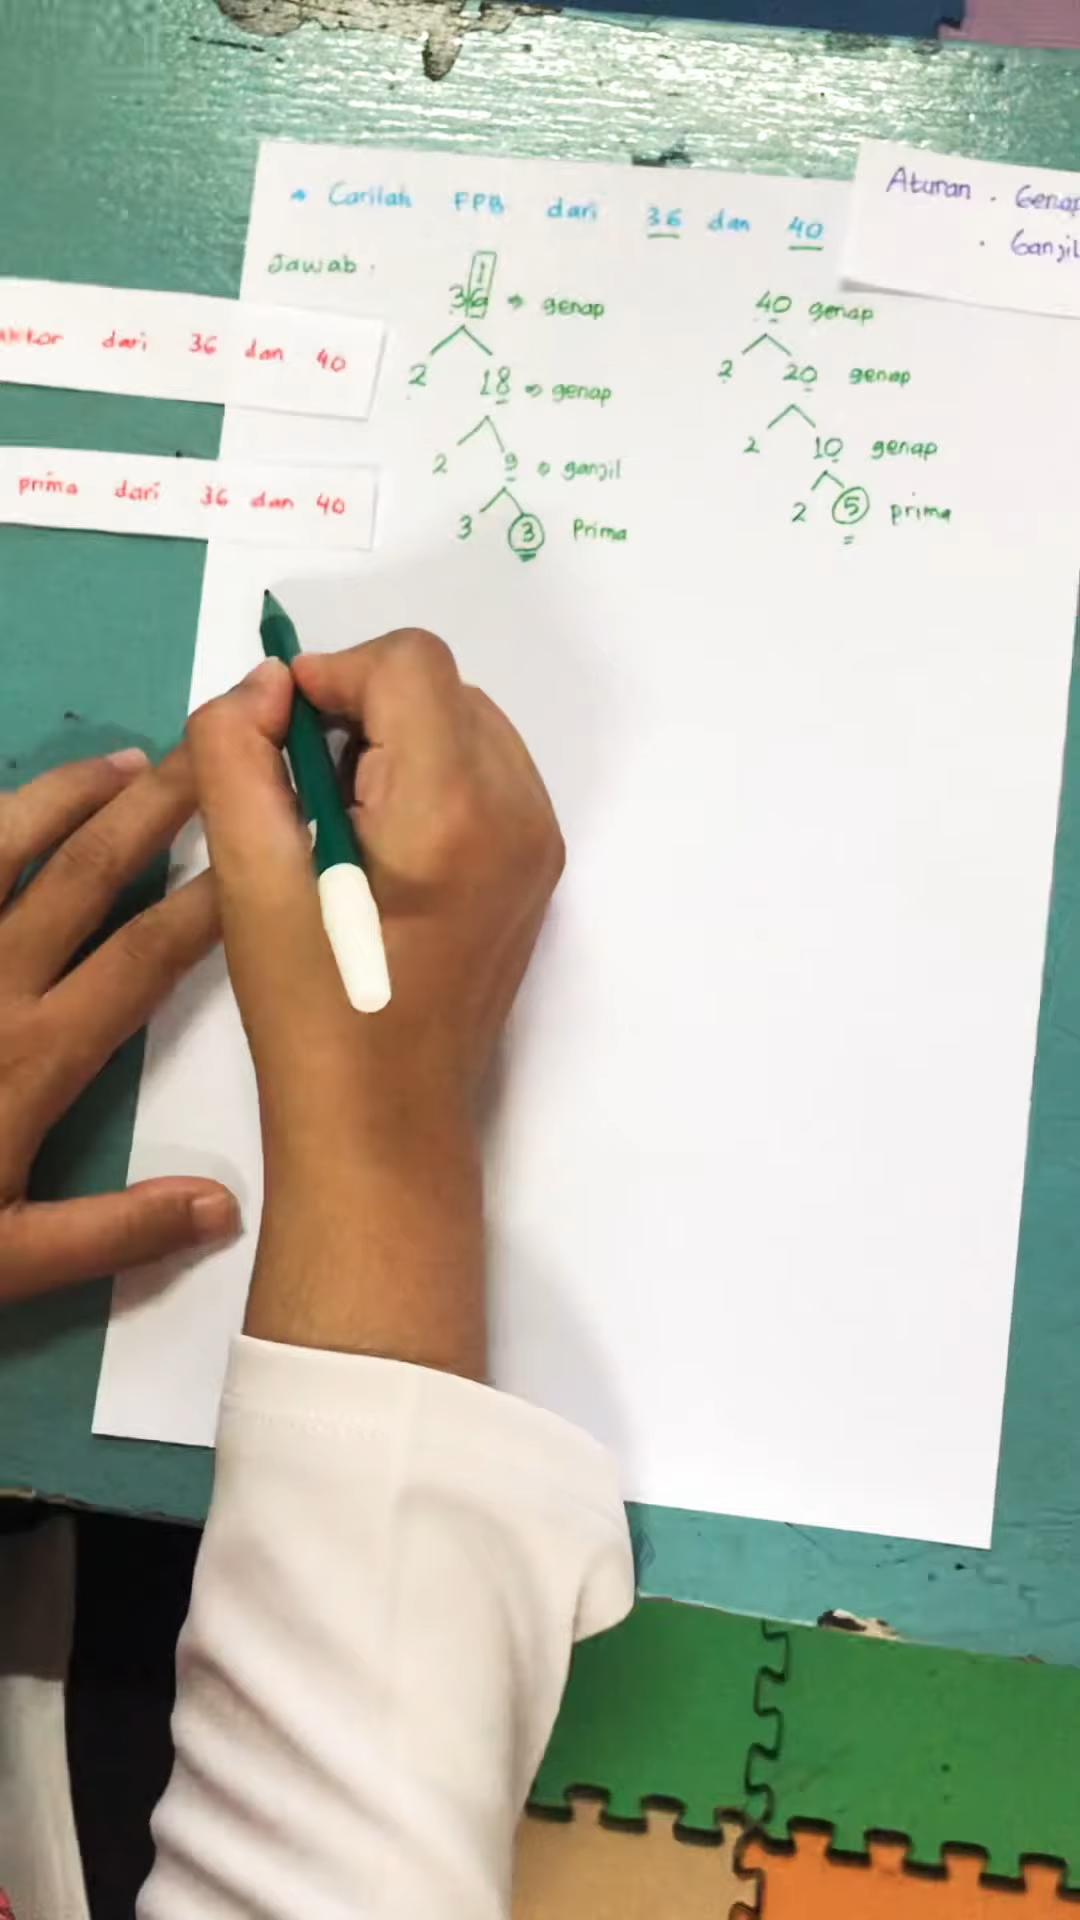 Carilah FPB dari 36 dan 40
Jawab :
36 ⇒ genap
2 18 ⇒ genap
2 9 ⇒ ganjil
3 3 Prima
40 genap
2 20 genap
2 10 genap
2 5 prima
Aturan . Genap
. Ganjil
dari 36 dan 40
prima dari 36 dan 40